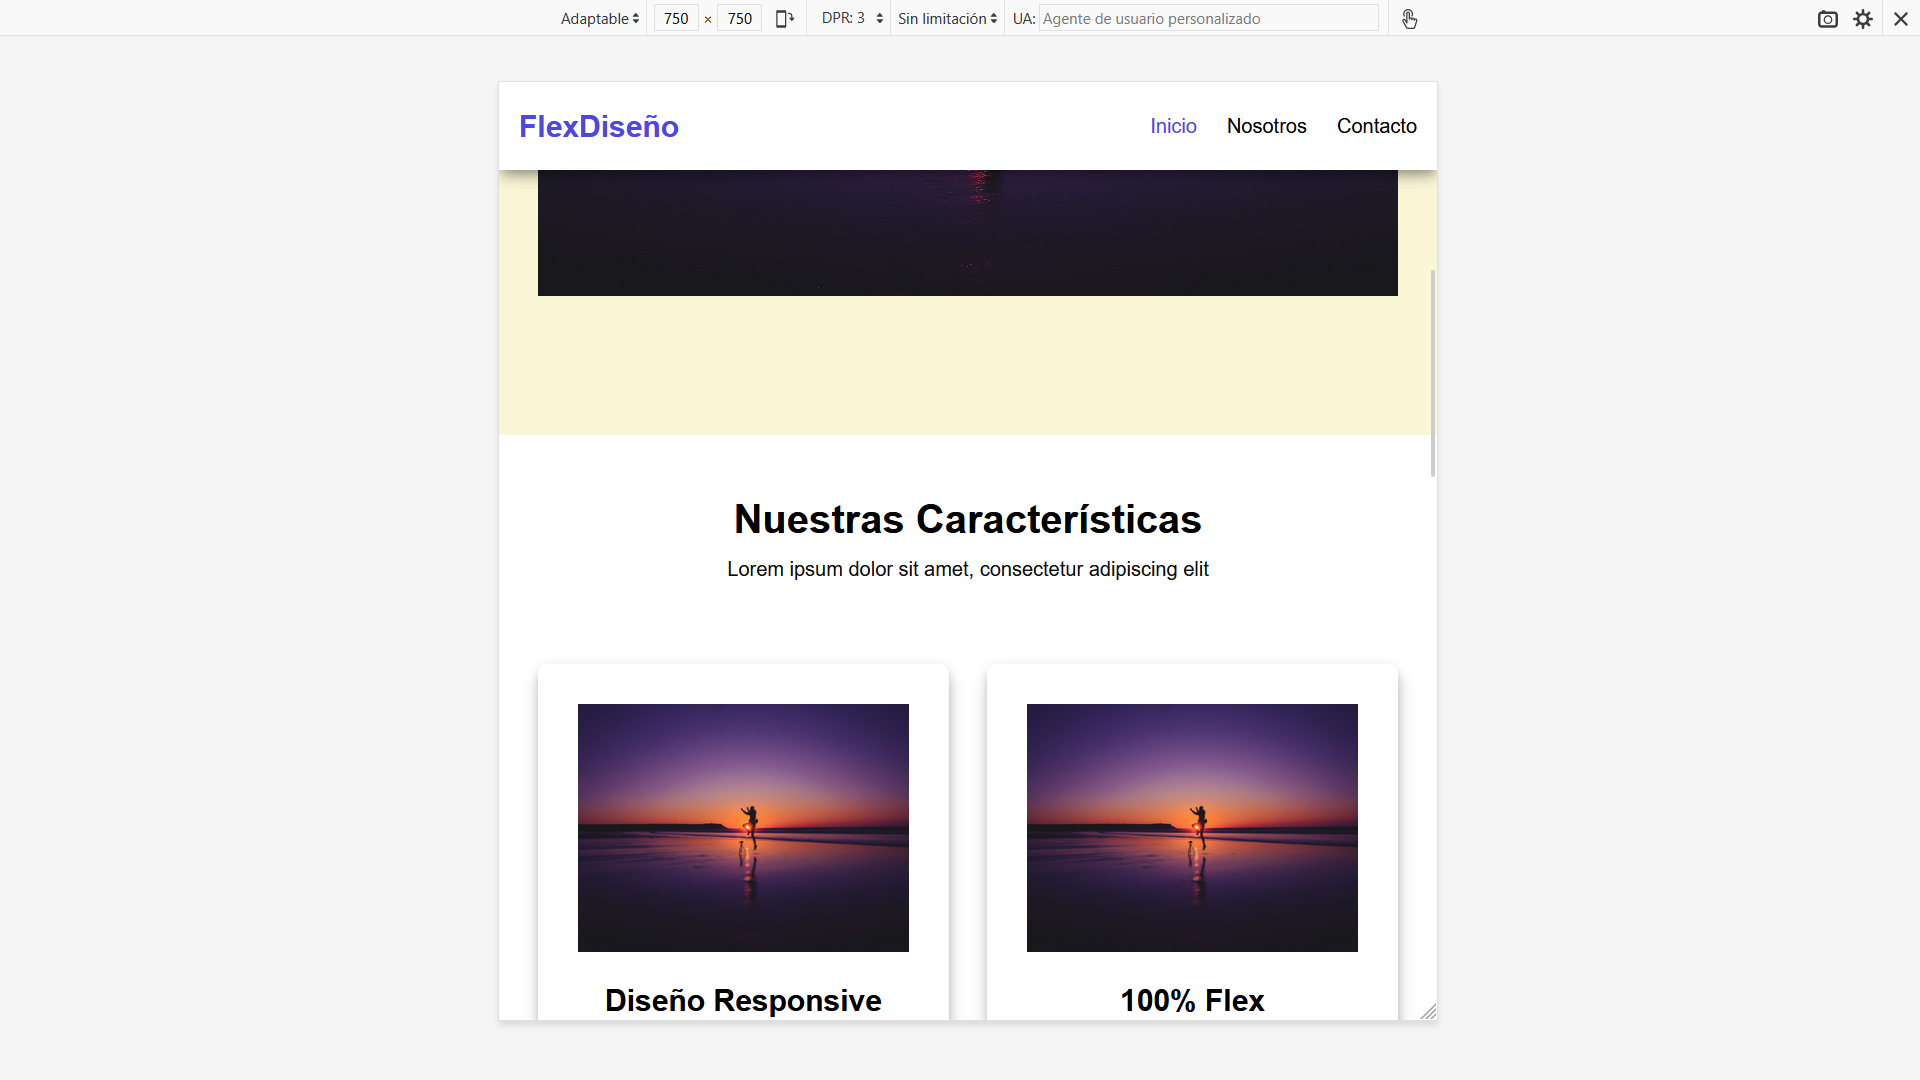 Adaptable 750 × 750 DPR: 3 Sin limitación UA: Agente de usuario personalizado
FlexDiseño Inicio Nosotros Contacto
Nuestras Características
Lorem ipsum dolor sit amet, consectetur adipiscing elit
Diseño Responsive 100% Flex